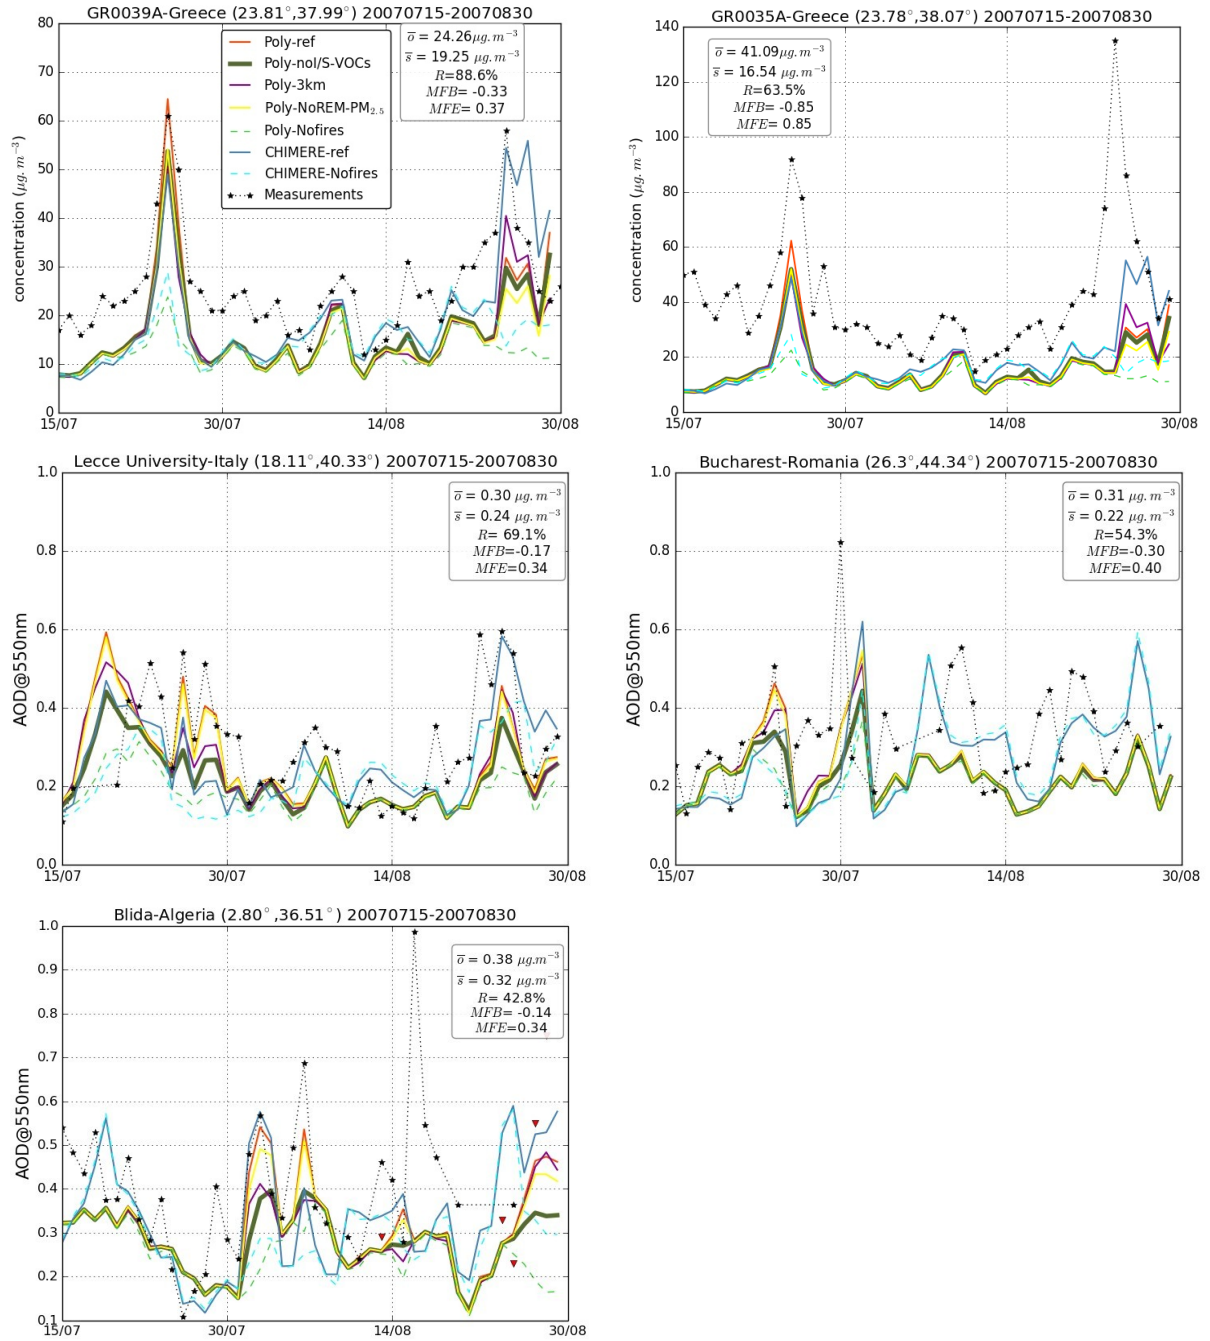 GR0039A-Greece (23.81°,37.99°) 20070715-20070830
concentration (μg.m⁻³)
80
70
60
50
40
30
20
10
0
15/07
30/07
14/08
30/08
Poly-ref
Poly-noI/S-VOCs
Poly-3km
Poly-NoREM-PM₂.₅
Poly-Nofires
CHIMERE-ref
CHIMERE-Nofires
Measurements
o̅ = 24.26μg.m⁻³
s̅ = 19.25 μg.m⁻³
R=88.6%
MFB= -0.33
MFE= 0.37
GR0035A-Greece (23.78°,38.07°) 20070715-20070830
concentration (μg.m⁻³)
140
120
100
80
60
40
20
0
15/07
30/07
14/08
30/08
o̅ = 41.09μg.m⁻³
s̅ = 16.54 μg.m⁻³
R=63.5%
MFB= -0.85
MFE= 0.85
Lecce University-Italy (18.11°,40.33°) 20070715-20070830
AOD@550nm
1.0
0.8
0.6
0.4
0.2
0.0
15/07
30/07
14/08
30/08
o̅ = 0.30 μg.m⁻³
s̅ = 0.24 μg.m⁻³
R= 69.1%
MFB=-0.17
MFE=0.34
Bucharest-Romania (26.3°,44.34°) 20070715-20070830
AOD@550nm
1.0
0.8
0.6
0.4
0.2
0.0
15/07
30/07
14/08
30/08
o̅ = 0.31 μg.m⁻³
s̅ = 0.22 μg.m⁻³
R=54.3%
MFB=-0.30
MFE=0.40
Blida-Algeria (2.80°,36.51°) 20070715-20070830
AOD@550nm
1.0
0.9
0.8
0.7
0.6
0.5
0.4
0.3
0.2
0.1
15/07
30/07
14/08
30/08
o̅ = 0.38 μg.m⁻³
s̅ = 0.32 μg.m⁻³
R= 42.8%
MFB= -0.14
MFE=0.34